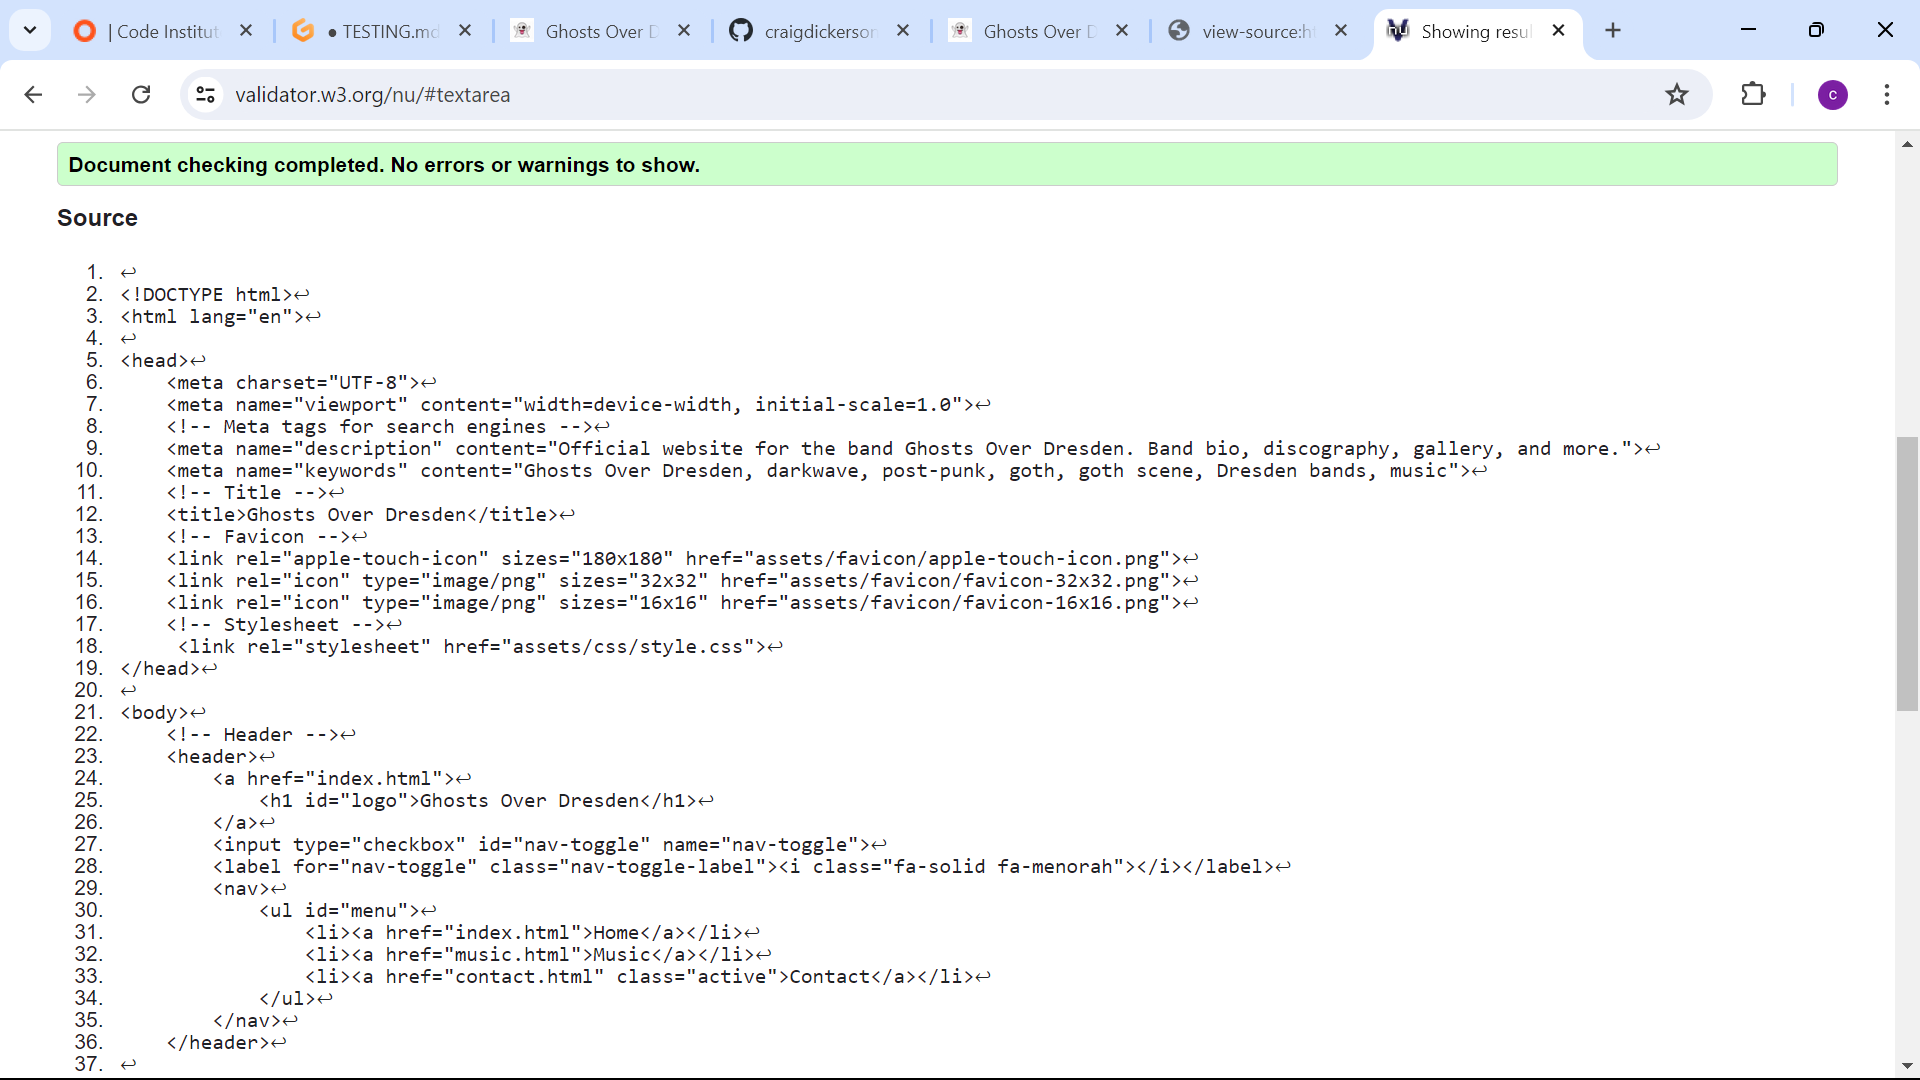 | Code Institut
● TESTING.md
Ghosts Over D
craigdickerson
Ghosts Over D
view-source:ht
Showing resul
validator.w3.org/nu/#textarea
c
Document checking completed. No errors or warnings to show.
Source
1. ↩
2. <!DOCTYPE html>↩
3. <html lang="en">↩
4. ↩
5. <head>↩
6.     <meta charset="UTF-8">↩
7.     <meta name="viewport" content="width=device-width, initial-scale=1.0">↩
8.     <!-- Meta tags for search engines -->↩
9.     <meta name="description" content="Official website for the band Ghosts Over Dresden. Band bio, discography, gallery, and more.">↩
10.     <meta name="keywords" content="Ghosts Over Dresden, darkwave, post-punk, goth, goth scene, Dresden bands, music">↩
11.     <!-- Title -->↩
12.     <title>Ghosts Over Dresden</title>↩
13.     <!-- Favicon -->↩
14.     <link rel="apple-touch-icon" sizes="180x180" href="assets/favicon/apple-touch-icon.png">↩
15.     <link rel="icon" type="image/png" sizes="32x32" href="assets/favicon/favicon-32x32.png">↩
16.     <link rel="icon" type="image/png" sizes="16x16" href="assets/favicon/favicon-16x16.png">↩
17.     <!-- Stylesheet -->↩
18.      <link rel="stylesheet" href="assets/css/style.css">↩
19. </head>↩
20. ↩
21. <body>↩
22.     <!-- Header -->↩
23.     <header>↩
24.         <a href="index.html">↩
25.             <h1 id="logo">Ghosts Over Dresden</h1>↩
26.         </a>↩
27.         <input type="checkbox" id="nav-toggle" name="nav-toggle">↩
28.         <label for="nav-toggle" class="nav-toggle-label"><i class="fa-solid fa-menorah"></i></label>↩
29.         <nav>↩
30.             <ul id="menu">↩
31.                 <li><a href="index.html">Home</a></li>↩
32.                 <li><a href="music.html">Music</a></li>↩
33.                 <li><a href="contact.html" class="active">Contact</a></li>↩
34.             </ul>↩
35.         </nav>↩
36.     </header>↩
37. ↩